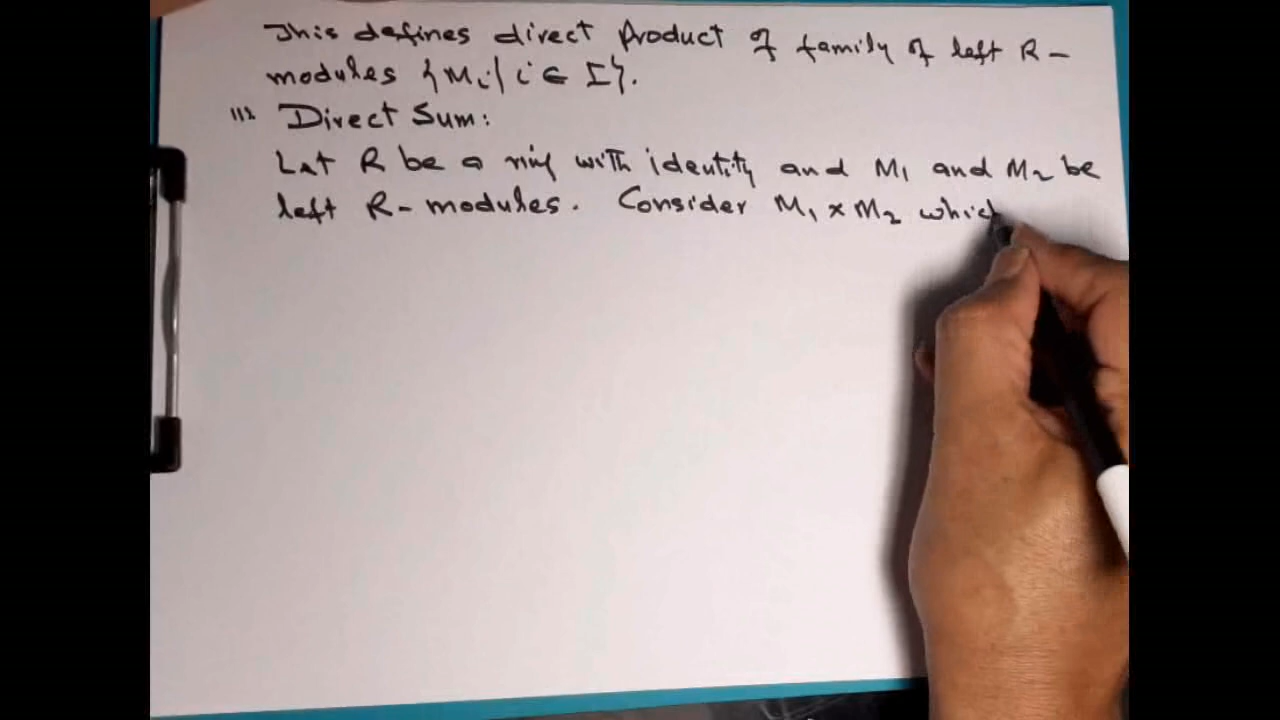 This defines direct product of family of left R-
modules {Mi | i ∈ I}.
iii Direct Sum:
Let R be a ring with identity and M1 and M2 be
left R-modules. Consider M1 × M2 which